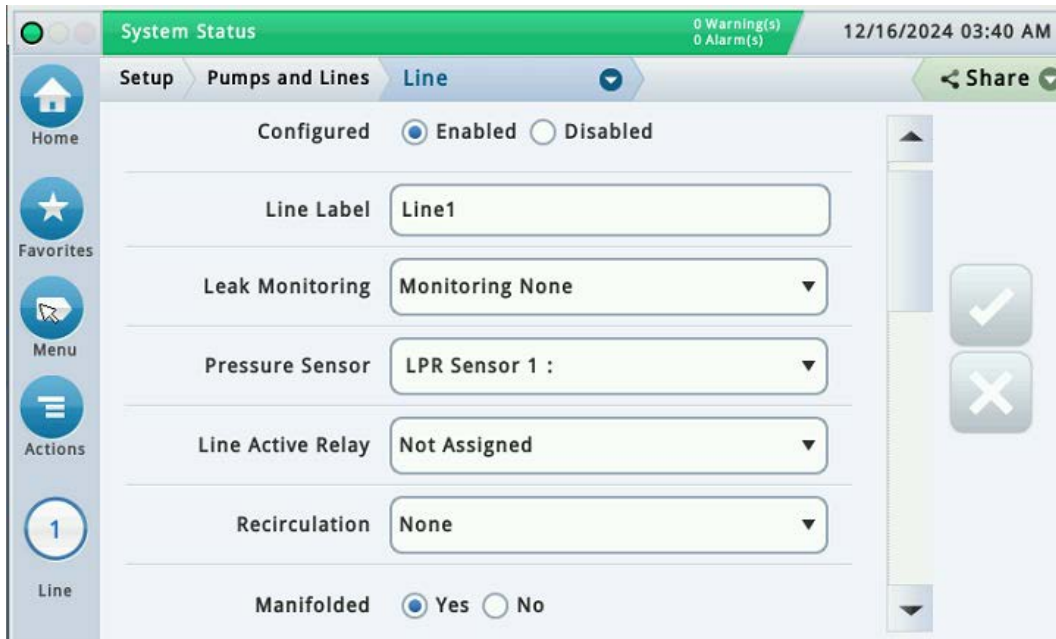 System Status
0 Warning(s)
0 Alarm(s)
12/16/2024 03:40 AM
Setup Pumps and Lines Line
Share
Home
Configured Enabled Disabled
Line Label Line1
Favorites
Leak Monitoring Monitoring None
Menu
Pressure Sensor LPR Sensor 1 :
Actions
Line Active Relay Not Assigned
1
Recirculation None
Line
Manifolded Yes No